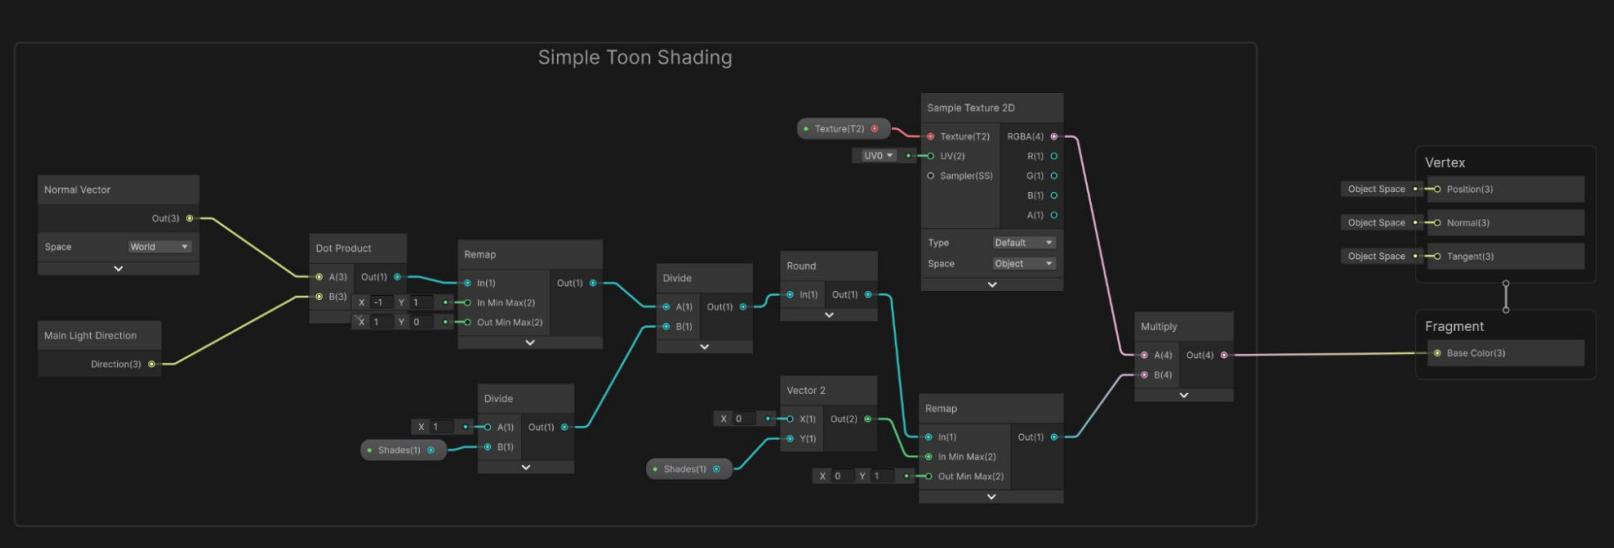 Simple Toon Shading
Normal Vector
Out(3)
Space World
Main Light Direction
Direction(3)
Dot Product
A(3) Out(1)
B(3)
Remap
In(1) Out(1)
X -1 Y 1 In Min Max(2)
X 1 Y 0 Out Min Max(2)
Divide
X 1 A(1) Out(1)
Shades(1) B(1)
Divide
A(1) Out(1)
B(1)
Round
In(1) Out(1)
Vector 2
X 0 X(1) Out(2)
Y(1)
Shades(1)
Sample Texture 2D
Texture(T2) Texture(T2) RGBA(4)
UV0 UV(2) R(1)
Sampler(SS) G(1)
B(1)
A(1)
Type Default
Space Object
Remap
In(1) Out(1)
In Min Max(2)
X 0 Y 1 Out Min Max(2)
Multiply
A(4) Out(4)
B(4)
Vertex
Object Space Position(3)
Object Space Normal(3)
Object Space Tangent(3)
Fragment
Base Color(3)